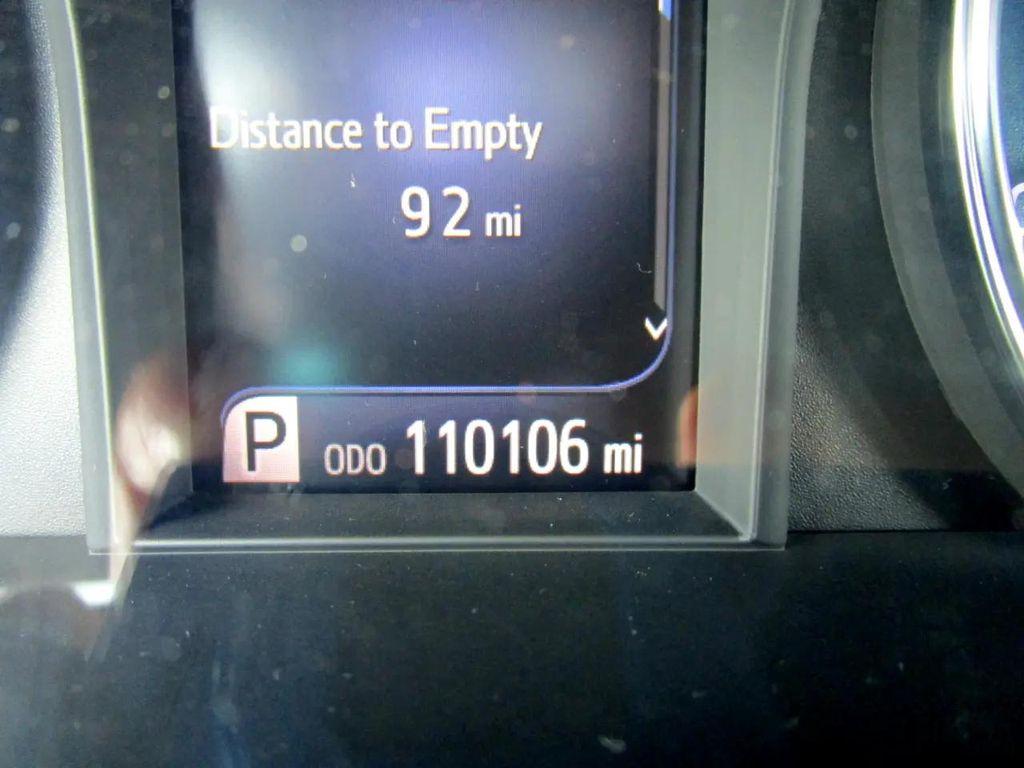 Distance to Empty
92 mi
P ODO 110106 mi